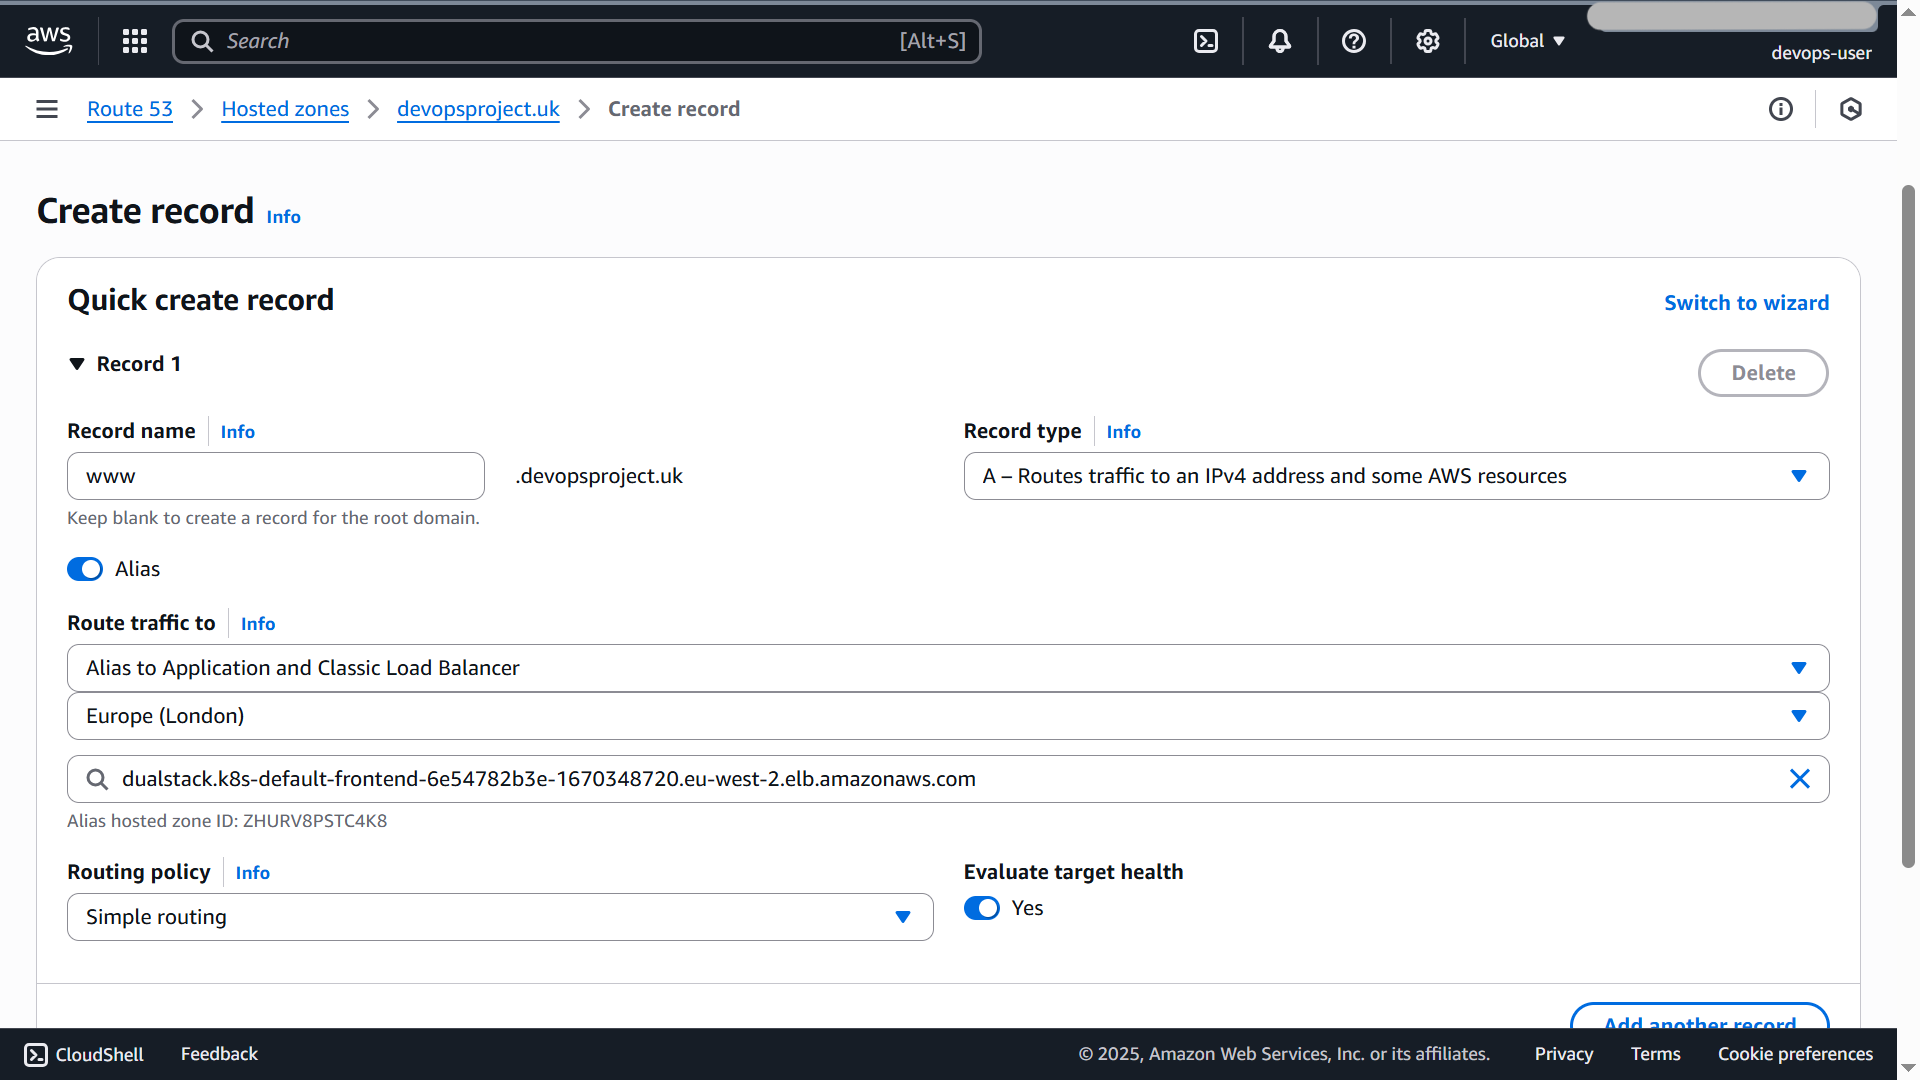 aws
Search [Alt+S]
Global
devops-user
Route 53 Hosted zones devopsproject.uk Create record
Create record Info
Quick create record
Switch to wizard
Record 1
Delete
Record name Info
Record type Info
www
.devopsproject.uk
A – Routes traffic to an IPv4 address and some AWS resources
Keep blank to create a record for the root domain.
Alias
Route traffic to Info
Alias to Application and Classic Load Balancer
Europe (London)
dualstack.k8s-default-frontend-6e54782b3e-1670348720.eu-west-2.elb.amazonaws.com
Alias hosted zone ID: ZHURV8PSTC4K8
Routing policy Info
Evaluate target health
Simple routing
Yes
Add another record
CloudShell Feedback © 2025, Amazon Web Services, Inc. or its affiliates. Privacy Terms Cookie preferences